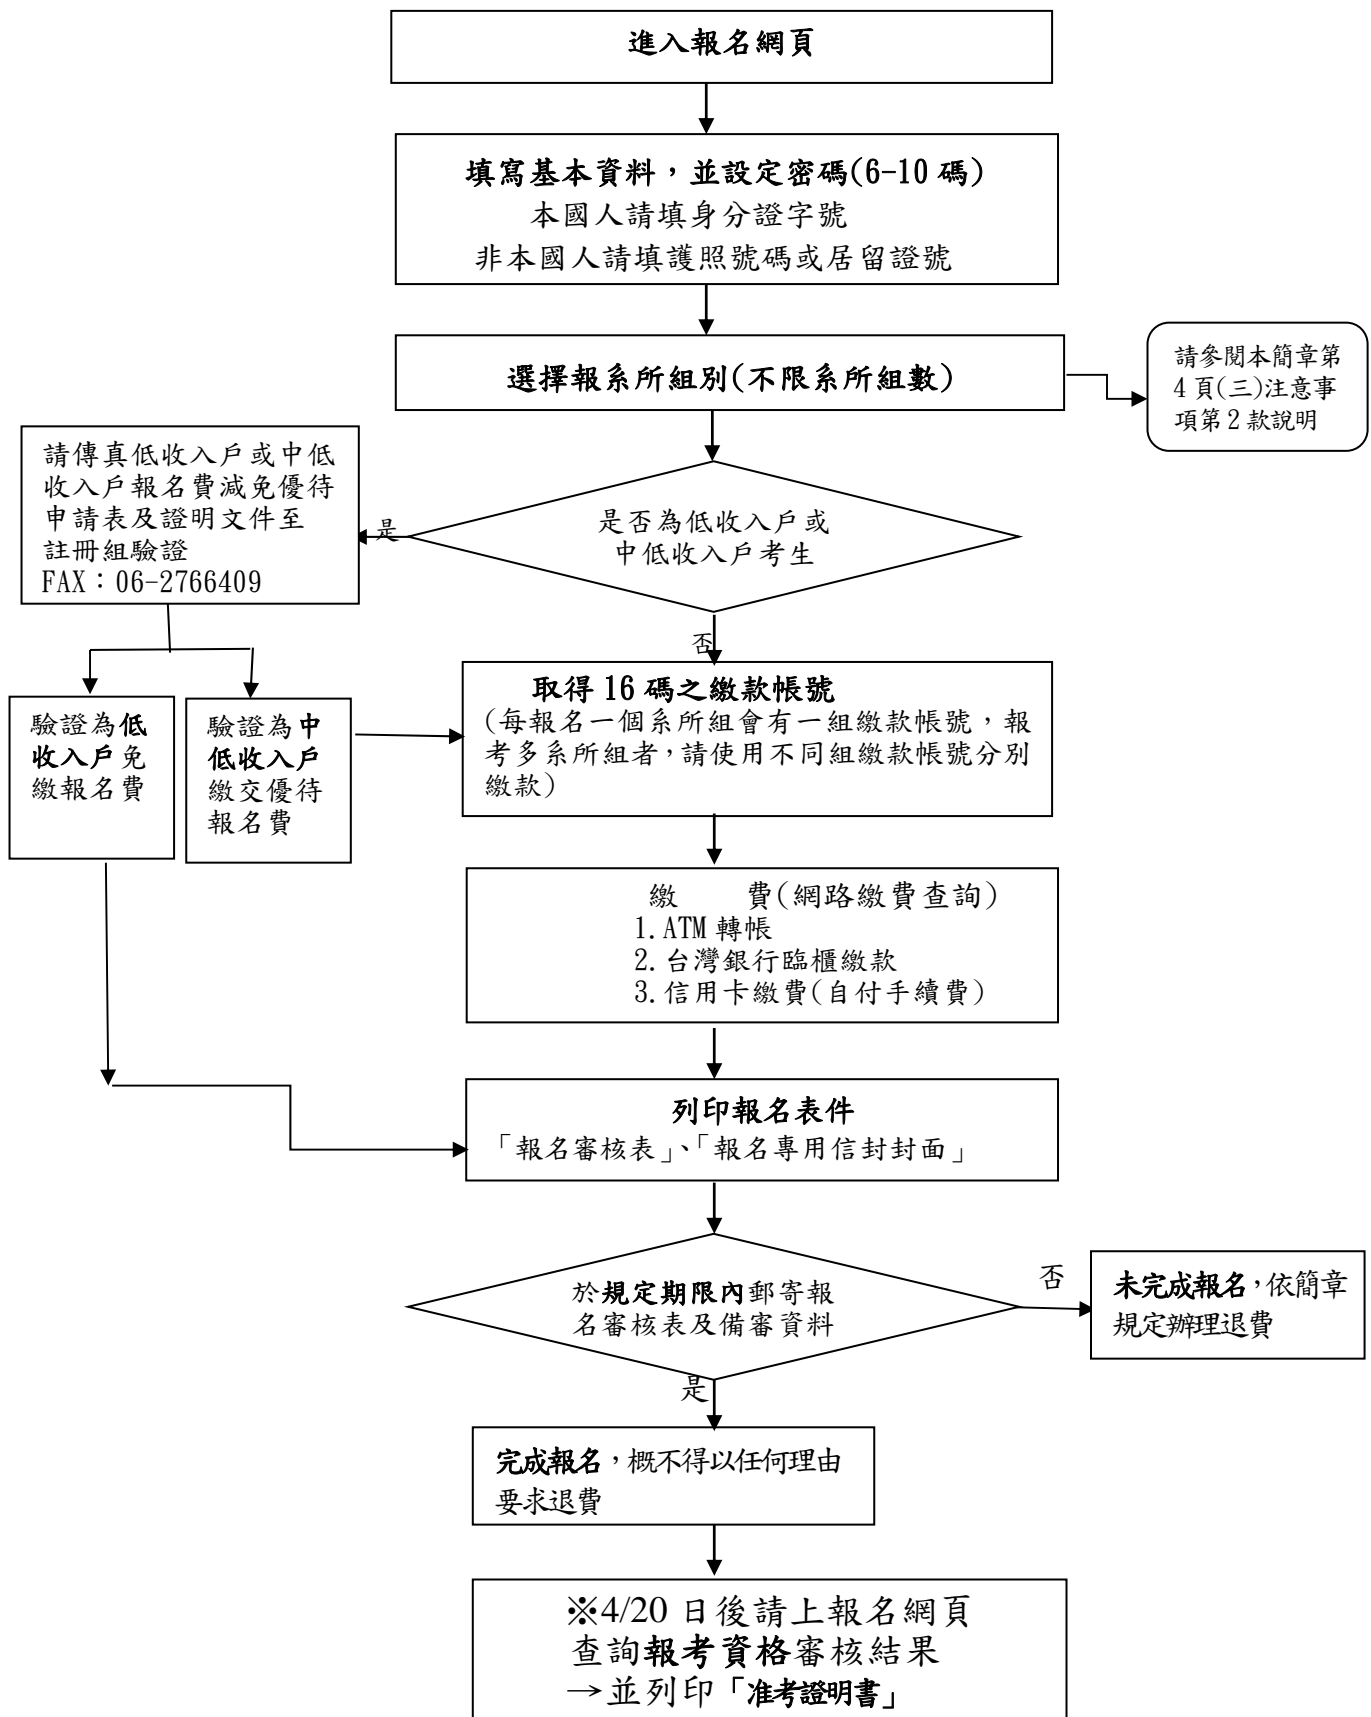 進入報名網頁
填寫基本資料，並設定密碼(6-10 碼)
本國人請填身分證字號
非本國人請填護照號碼或居留證號
選擇報系所組別(不限系所組數)
請參閱本簡章第
4 頁(三)注意事
項第 2 款說明
請傳真低收入戶或中低
收入戶報名費減免優待
申請表及證明文件至
註冊組驗證
FAX：06-2766409
是
是否為低收入戶或
中低收入戶考生
否
驗證為低
收入戶免
繳報名費
驗證為中
低收入戶
繳交優待
報名費
取得 16 碼之繳款帳號
(每報名一個系所組會有一組繳款帳號，報
考多系所組者，請使用不同組繳款帳號分別
繳款)
繳　　費(網路繳費查詢)
1. ATM 轉帳
2. 台灣銀行臨櫃繳款
3. 信用卡繳費(自付手續費)
列印報名表件
「報名審核表」、「報名專用信封封面」
於規定期限內郵寄報
名審核表及備審資料
否
未完成報名，依簡章
規定辦理退費
是
完成報名，概不得以任何理由
要求退費
※4/20 日後請上報名網頁
查詢報考資格審核結果
→並列印「准考證明書」